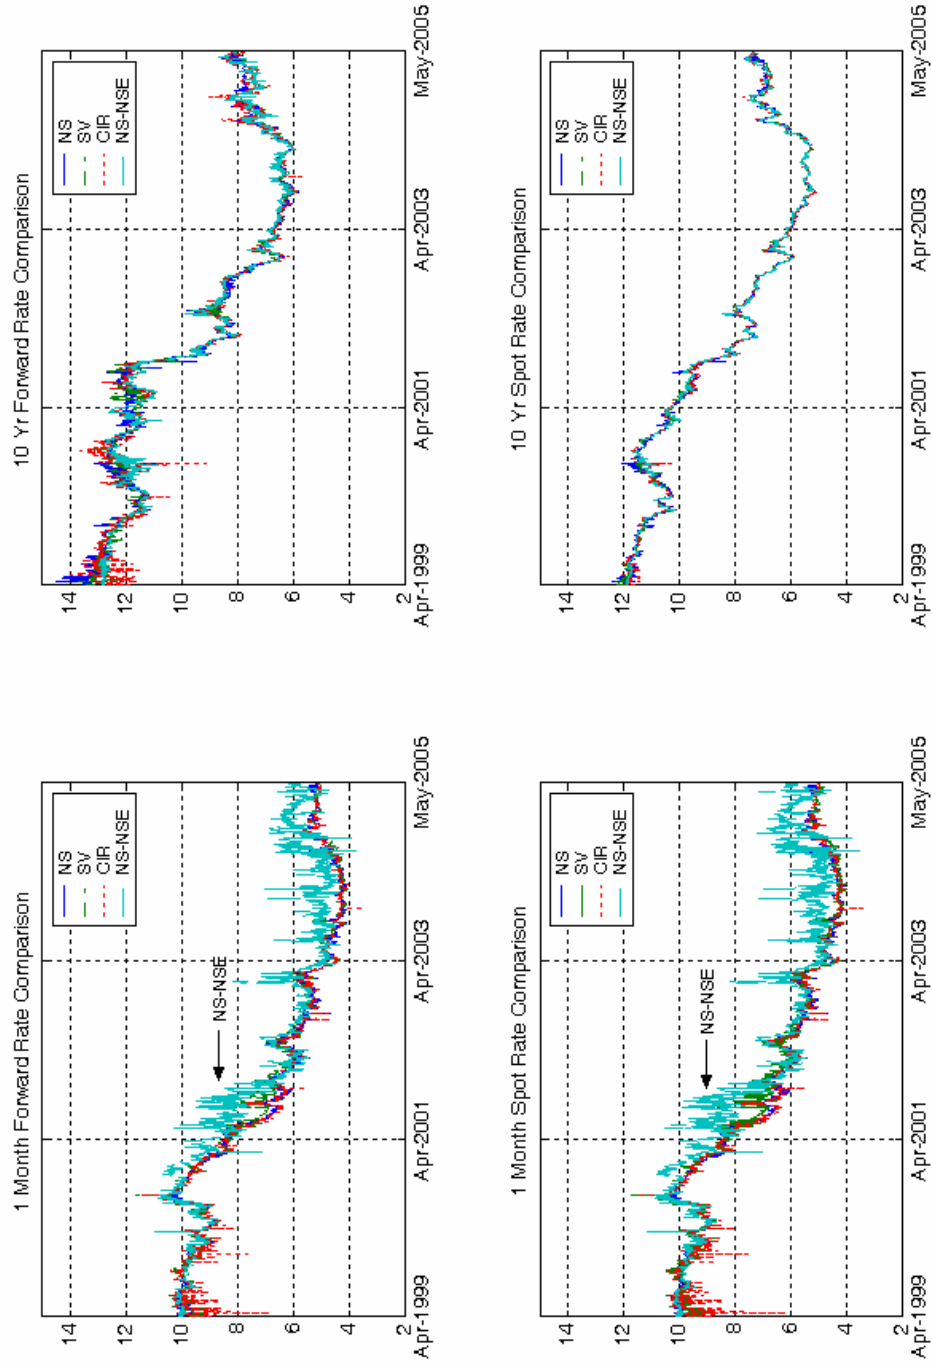 1 Month Forward Rate Comparison
14
12
10
8
6
4
2
Apr-1999
Apr-2001
Apr-2003
May-2005
NS
SV
CIR
NS-NSE
NS-NSE
10 Yr Forward Rate Comparison
14
12
10
8
6
4
2
Apr-1999
Apr-2001
Apr-2003
May-2005
NS
SV
CIR
NS-NSE
1 Month Spot Rate Comparison
14
12
10
8
6
4
2
Apr-1999
Apr-2001
Apr-2003
May-2005
NS
SV
CIR
NS-NSE
NS-NSE
10 Yr Spot Rate Comparison
14
12
10
8
6
4
2
Apr-1999
Apr-2001
Apr-2003
May-2005
NS
SV
CIR
NS-NSE